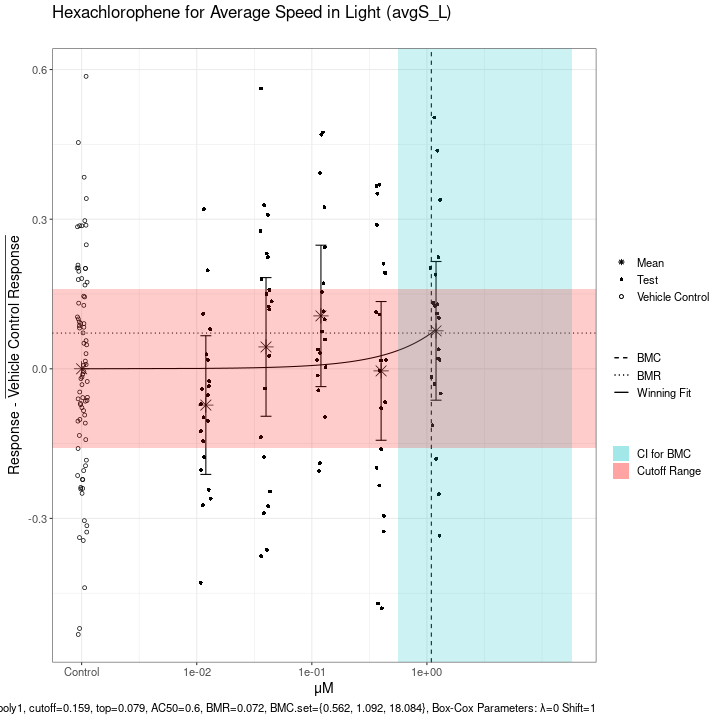 Hexachlorophene for Average Speed in Light (avgS_L)
Response - Vehicle Control Response
0.6
0.3
0.0
-0.3
Control
1e-02
1e-01
1e+00
μM
Mean
Test
Vehicle Control
BMC
BMR
Winning Fit
CI for BMC
Cutoff Range
poly1, cutoff=0.159, top=0.079, AC50=0.6, BMR=0.072, BMC.set={0.562, 1.092, 18.084}, Box-Cox Parameters: λ=0 Shift=1